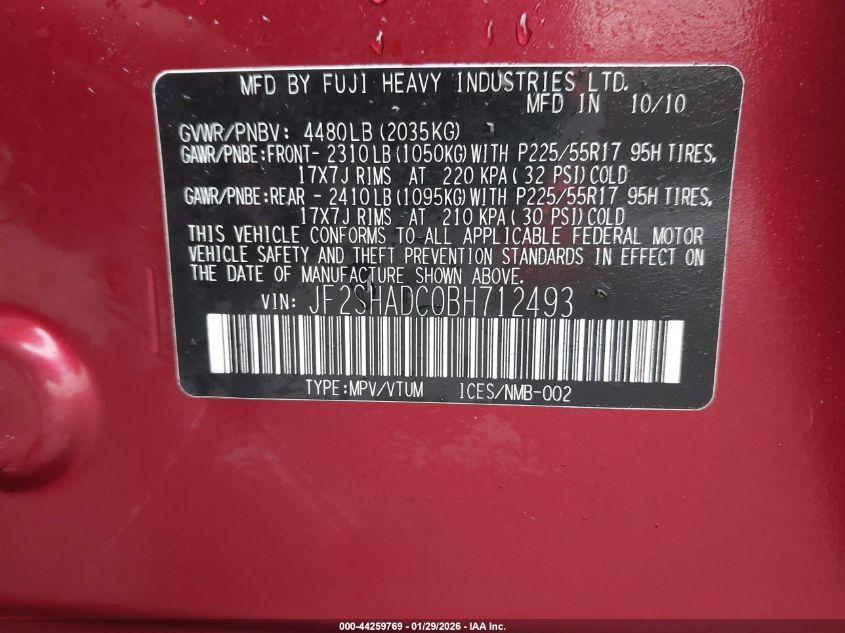 MFD BY FUJI HEAVY INDUSTRIES LTD.
MFD IN 10/10
GVWR/PNBV: 4480LB(2035KG)
GAWR/PNBE:FRONT- 2310LB(1050KG)WITH P225/55R17 95H TIRES,
17X7J RIMS AT 220 KPA(32 PSI)COLD
GAWR/PNBE:REAR - 2410LB(1095KG)WITH P225/55R17 95H TIRES,
17X7J RIMS AT 210 KPA(30 PSI)COLD
THIS VEHICLE CONFORMS TO ALL APPLICABLE FEDERAL MOTOR
VEHICLE SAFETY AND THEFT PREVENTION STANDARDS IN EFFECT ON
THE DATE OF MANUFACTURE SHOWN ABOVE.
VIN: JF2SHADC0BH712493
TYPE:MPV/VTUM ICES/NMB-002
000-44259769 - 01/29/2026 - IAA Inc.